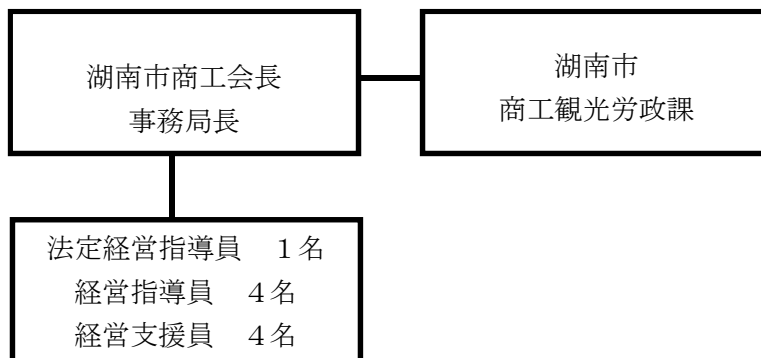 湖南市商工会長
事務局長
湖南市
商工観光労政課
法定経営指導員　１名
経営指導員　４名
経営支援員　４名